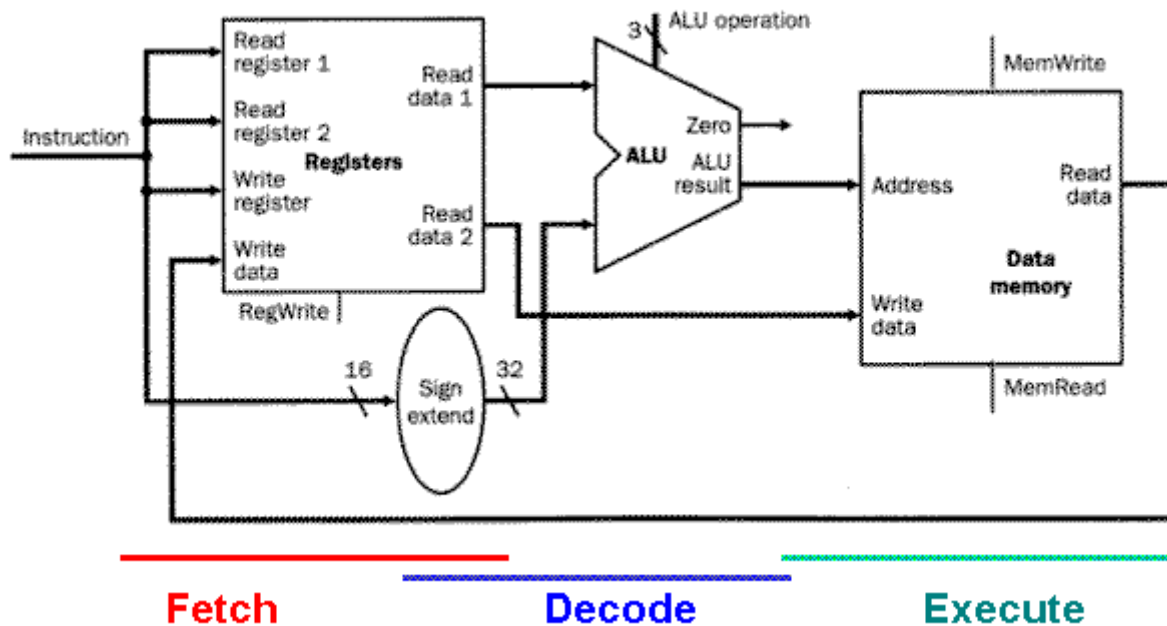 Instruction
Read
register 1
Read
register 2
Registers
Write
register
Write
data
Read
data 1
Read
data 2
RegWrite
16
Sign
extend
32
3
ALU operation
Zero
ALU
ALU
result
MemWrite
Address
Read
data
Data
memory
Write
data
MemRead
Fetch
Decode
Execute